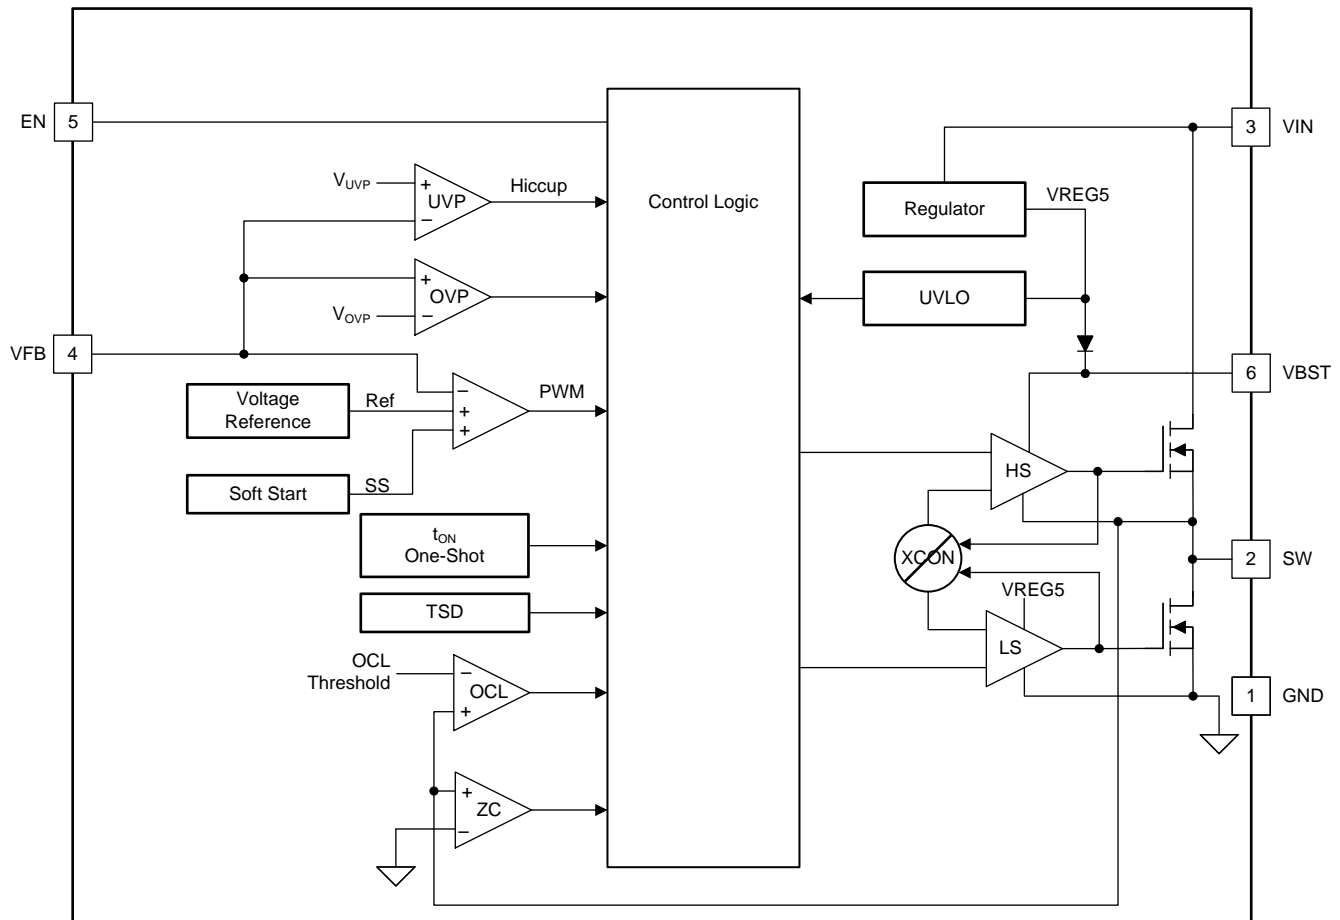 EN
5
3
VIN
VUVP
+
UVP
−
Hiccup
Control Logic
Regulator
VREG5
+
OVP
−
VOVP
UVLO
VFB
4
6
VBST
Voltage
Reference
Ref
−
+
+
PWM
Soft Start
SS
HS
tON
One-Shot
XCON
2
SW
TSD
VREG5
LS
OCL
Threshold
−
OCL
+
1
GND
+
ZC
−